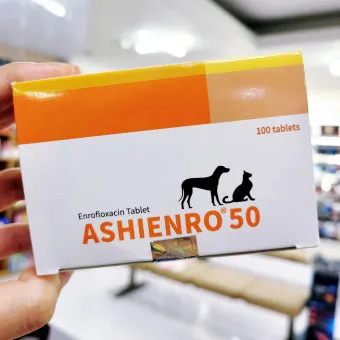 100 tablets
Enrofloxacin Tablet
ASHIENRO® 50